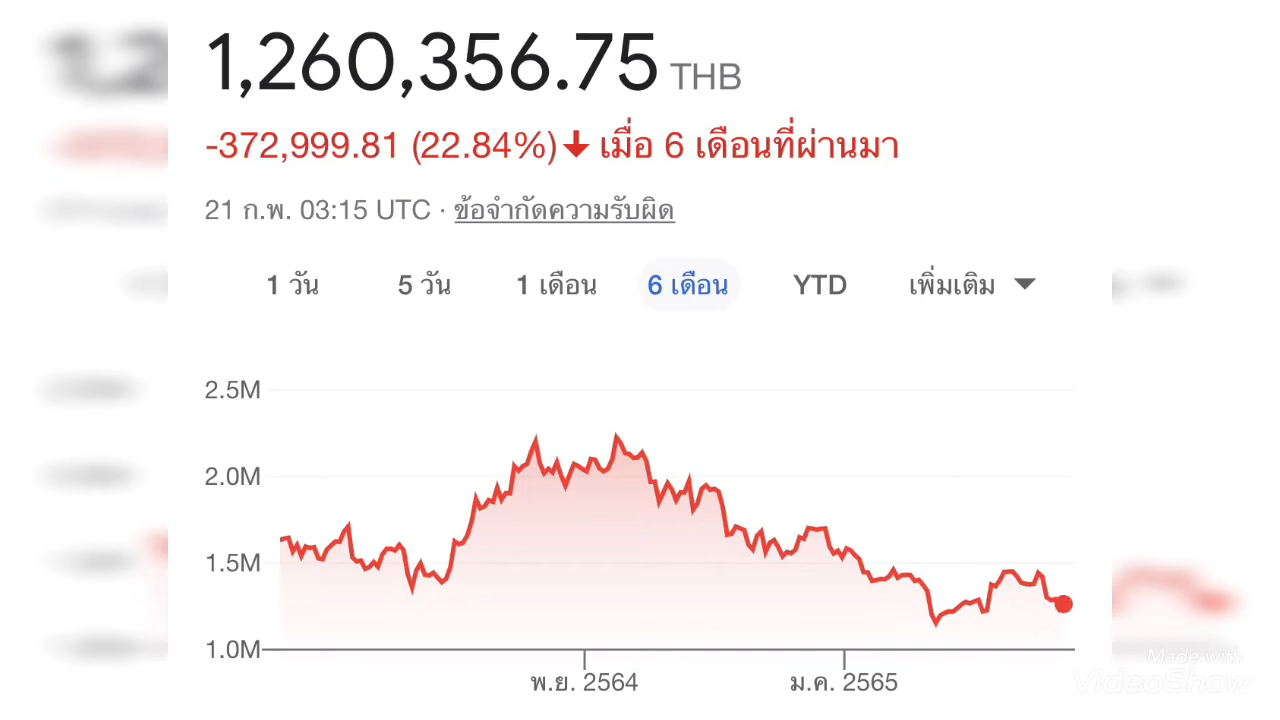 1,260,356.75 THB
-372,999.81 (22.84%) ↓ เมื่อ 6 เดือนที่ผ่านมา
21 ก.พ. 03:15 UTC · ข้อจำกัดความรับผิด
1 วัน 5 วัน 1 เดือน 6 เดือน YTD เพิ่มเติม
2.5M
2.0M
1.5M
1.0M
พ.ย. 2564 ม.ค. 2565
Made with
VideoShow